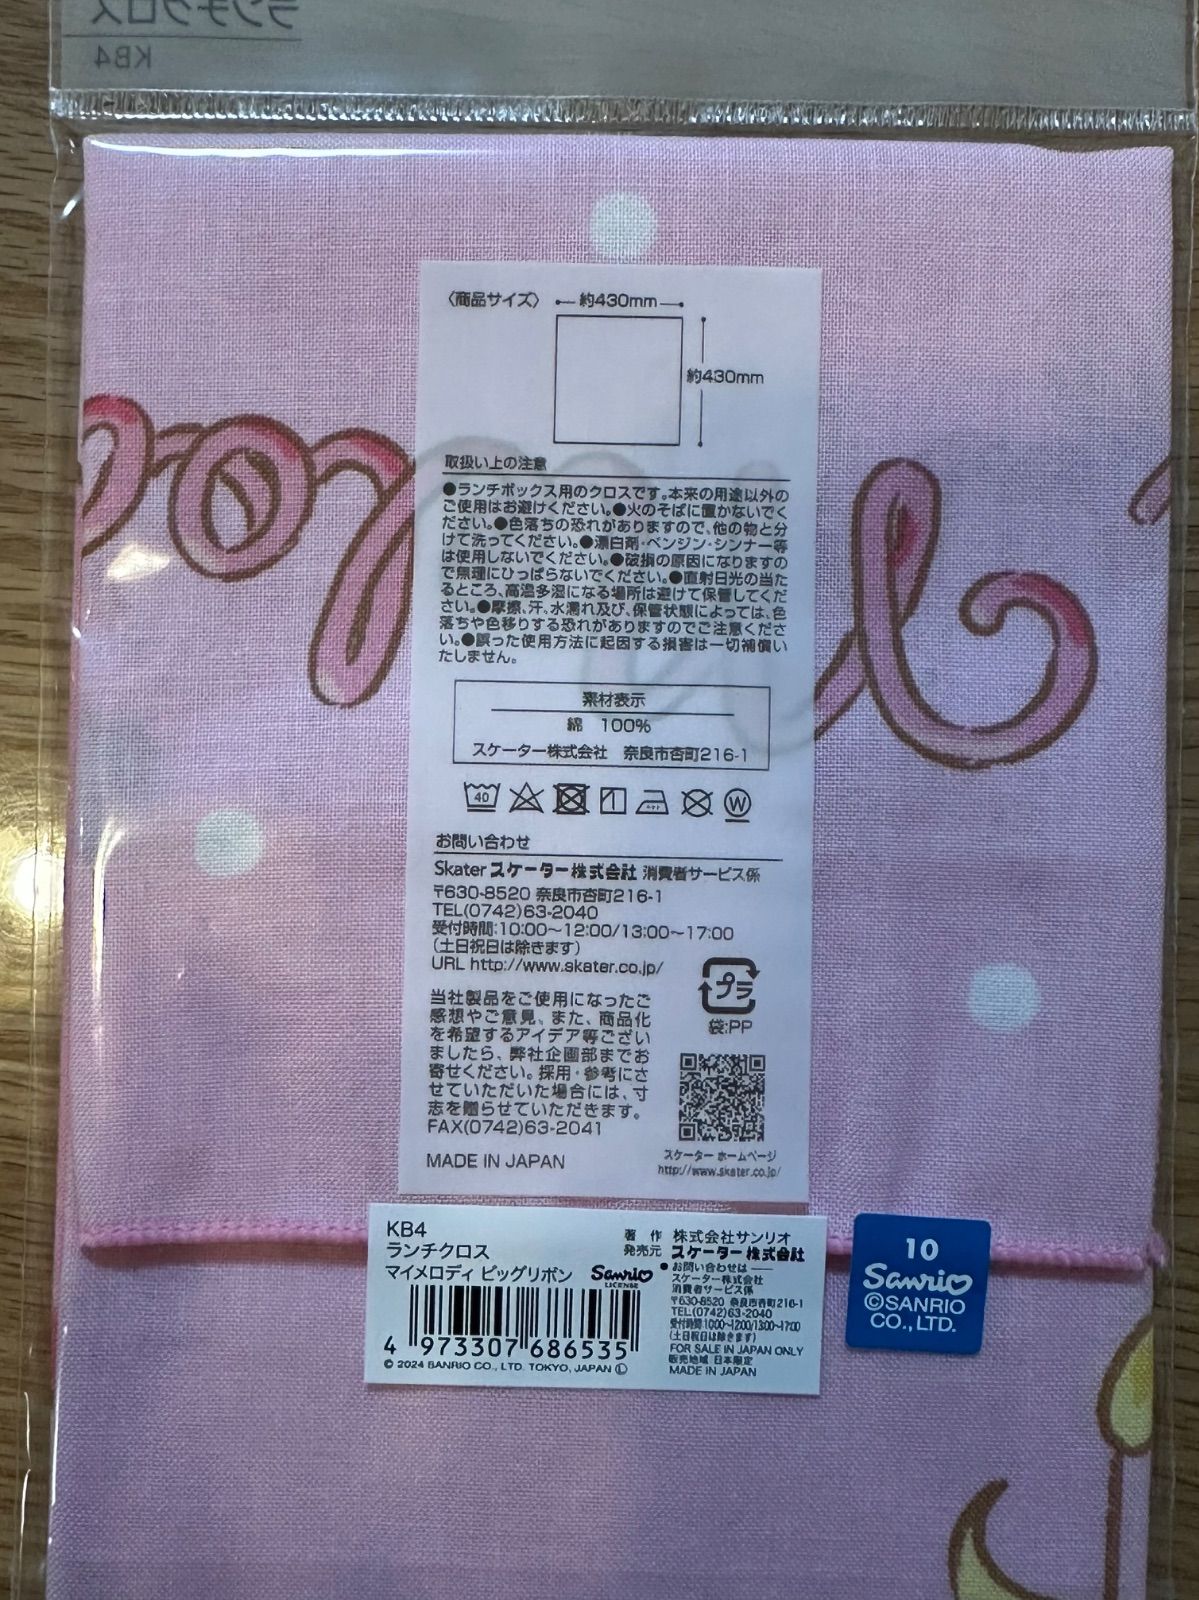 ランチクロス
KB4
〈商品サイズ〉
約430mm
約430mm
取扱い上の注意
●ランチボックス用のクロスです。本来の用途以外の
ご使用はお避けください。●火のそばに置かないでく
ださい。●色落ちの恐れがありますので、他の物と分
けて洗ってください。●漂白剤・ベンジン・シンナー等
は使用しないでください。●破損の原因になりますの
で無理にひっぱらないでください。●直射日光の当た
るところ、高温多湿になる場所は避けて保管してくだ
さい。●摩擦、汗、水濡れ及び、保管状態によっては、色
落ちや色移りする恐れがありますのでご注意くださ
い。●誤った使用方法に起因する損害は一切補償い
たしません。
素材表示
綿 100%
スケーター株式会社 奈良市杏町216-1
40
W
お問い合わせ
Skater スケーター株式会社 消費者サービス係
〒630-8520 奈良市杏町216-1
TEL(0742)63-2040
受付時間:10:00〜12:00/13:00〜17:00
(土日祝日は除きます)
URL http://www.skater.co.jp/
プラ
袋:PP
当社製品をご使用になったご
感想やご意見、また、商品化
を希望するアイデア等ござい
ましたら、弊社企画部までお
寄せください。採用・参考にさ
せていただいた場合には、寸
志を贈らせていただきます。
FAX(0742)63-2041
MADE IN JAPAN
スケーター ホームページ
http://www.skater.co.jp/
KB4
ランチクロス
マイメロディ ビッグリボン
Sanrio
LICENSE
4 973307 686535
© 2024 SANRIO CO., LTD. TOKYO, JAPAN Ⓛ
著作 株式会社サンリオ
発売元 スケーター株式会社
●お問い合わせは
スケーター株式会社
消費者サービス係
〒630-8520 奈良市杏町216-1
TEL(0742)63-2040
受付時間:10:00〜12:00/13:00〜17:00
(土日祝日は除きます)
FOR SALE IN JAPAN ONLY
販売地域 日本限定
MADE IN JAPAN
10
Sanrio
©SANRIO
CO., LTD.